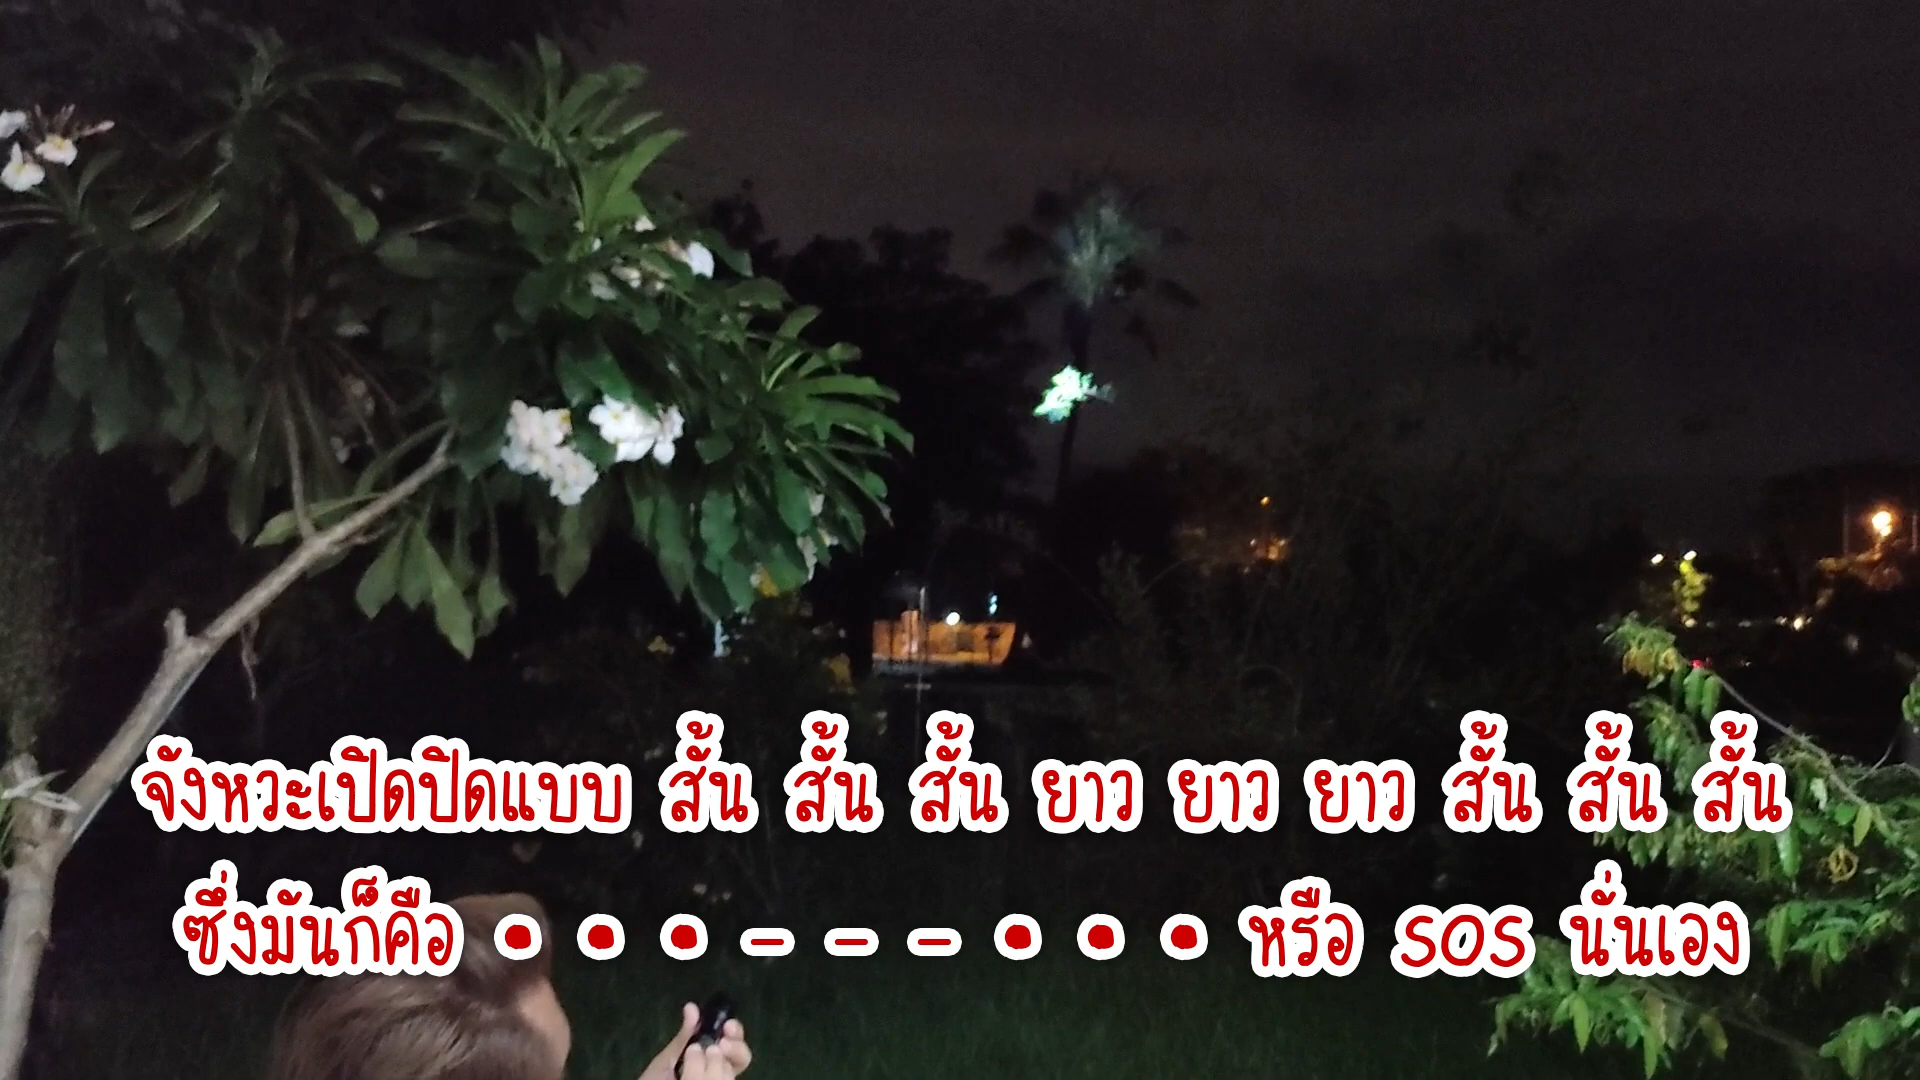 จังหวะเปิดปิดแบบ สั้น สั้น สั้น ยาว ยาว ยาว สั้น สั้น สั้น
ซึ่งมันก็คือ • • • – – – • • • หรือ SOS นั่นเอง